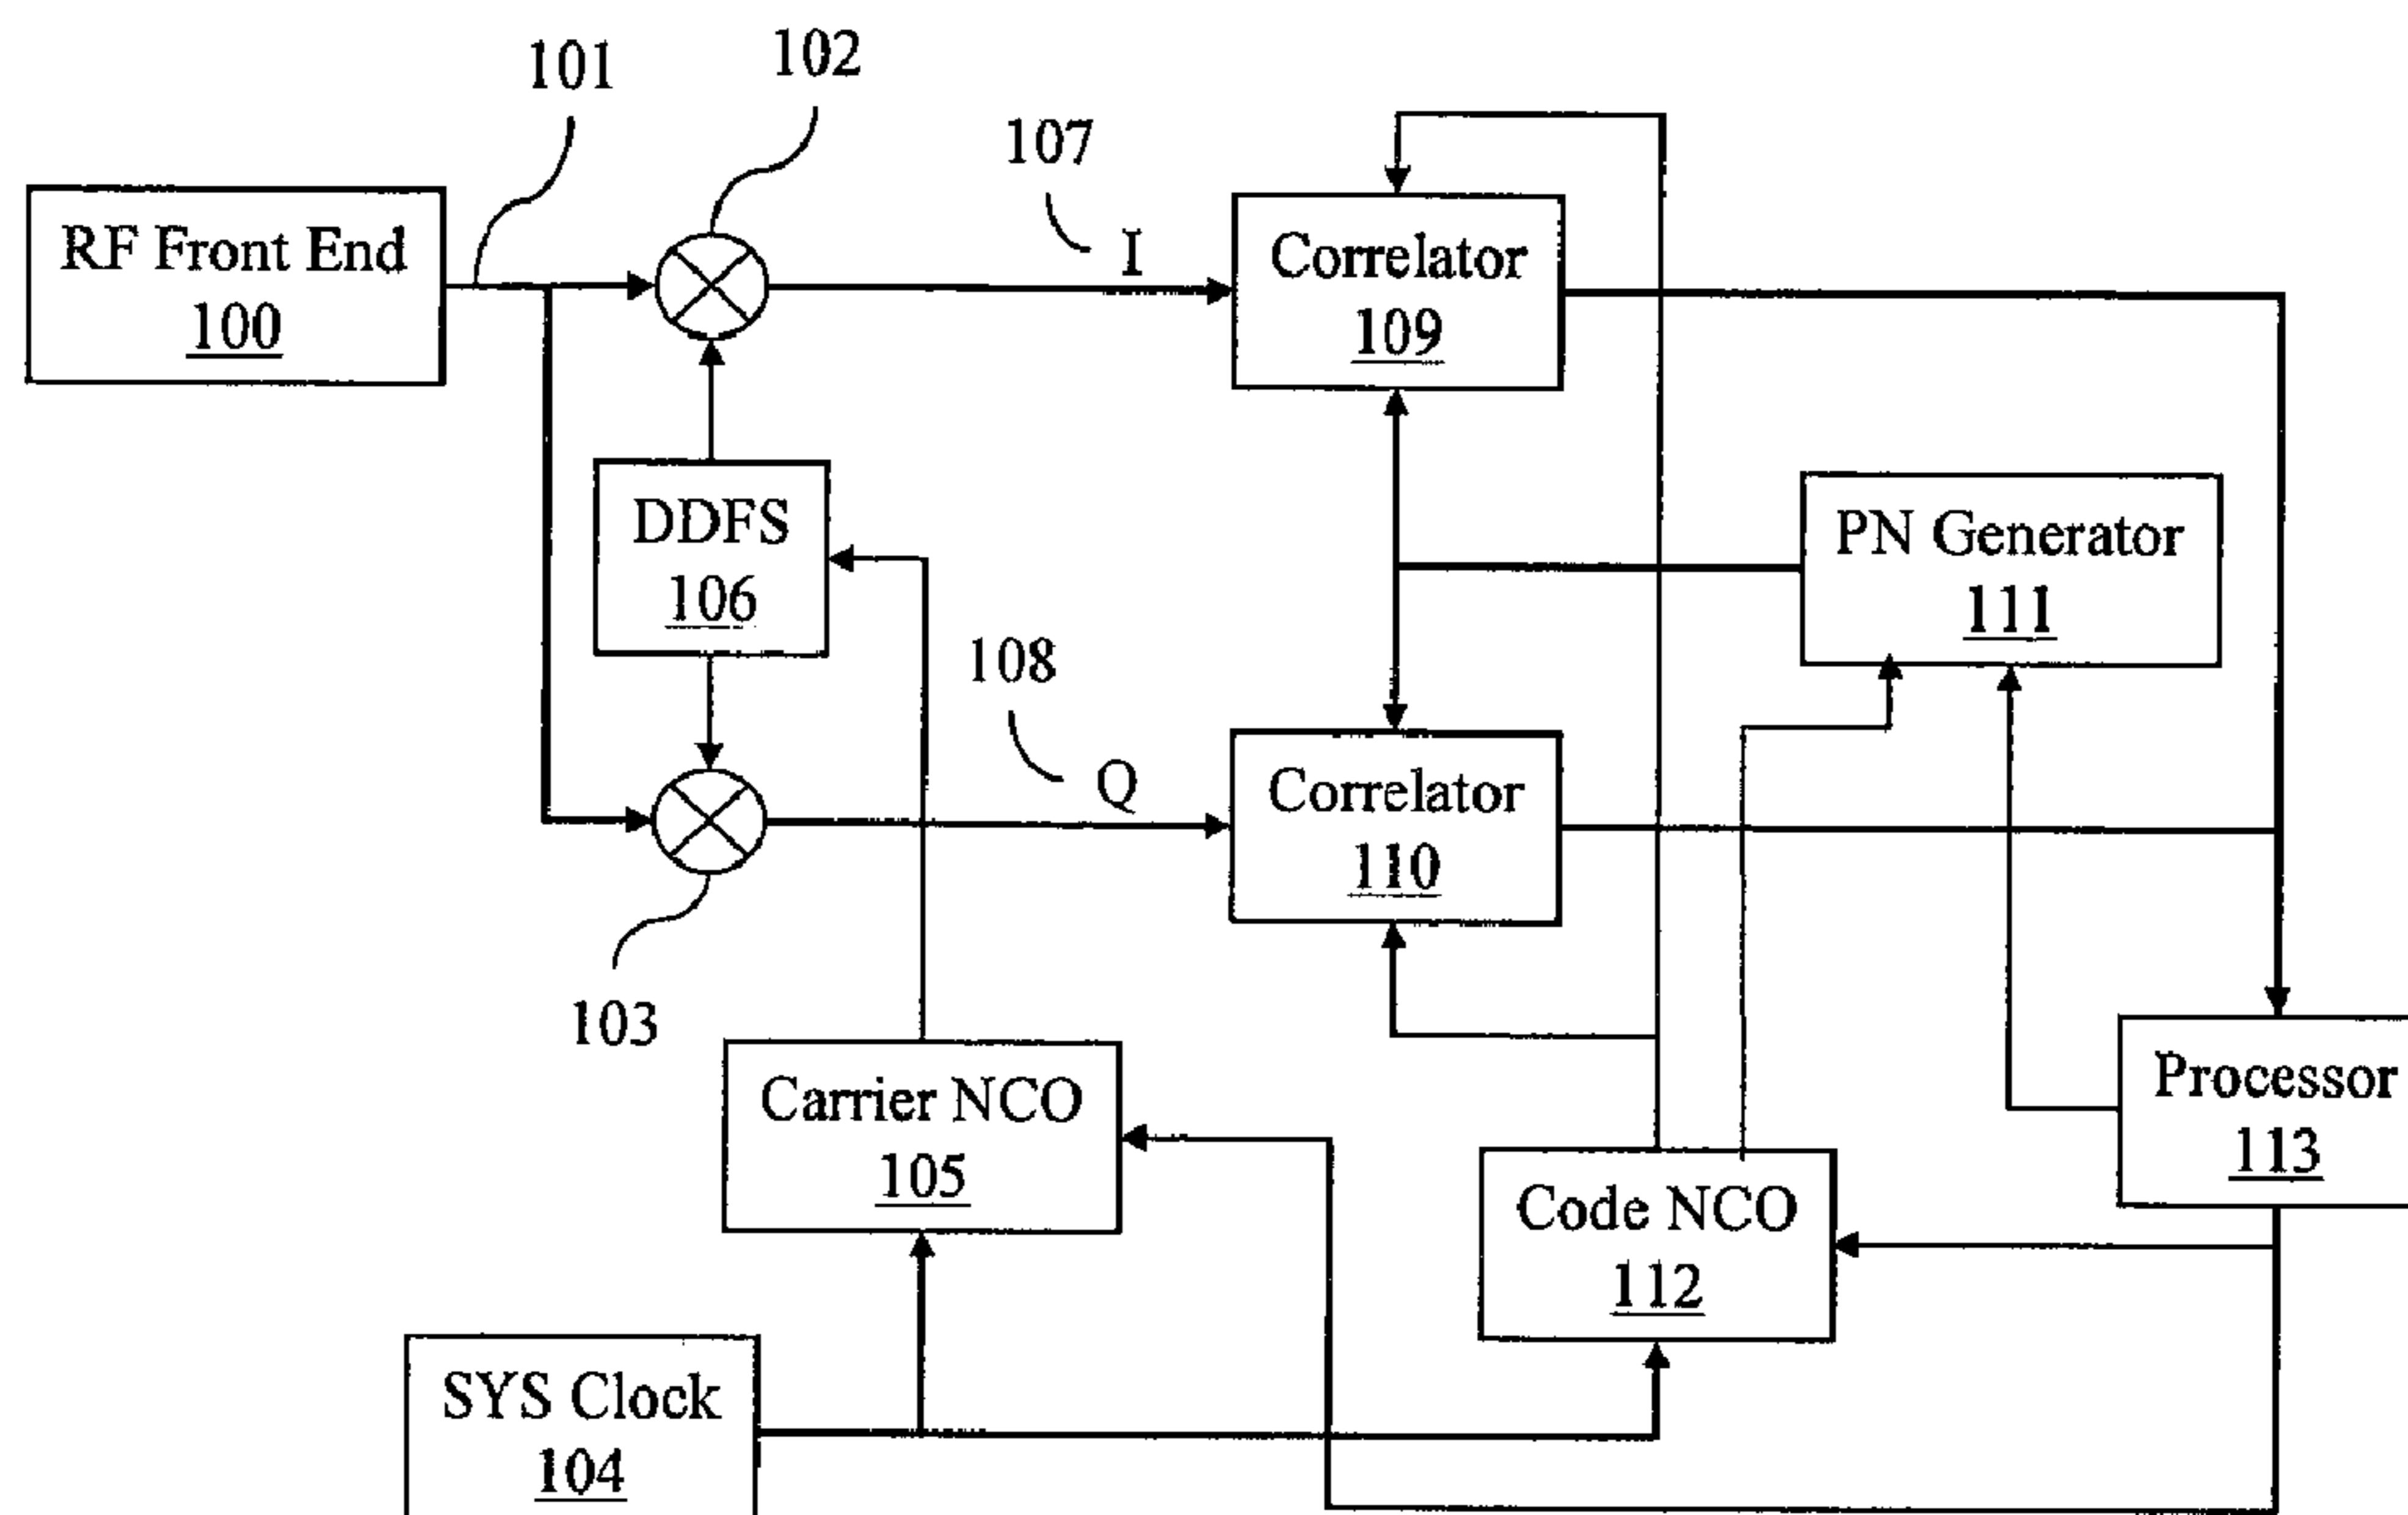 101
102
107
I
RF Front End
100
Correlator
109
DDFS
106
PN Generator
111
108
Q
Correlator
110
103
Carrier NCO
105
Processor
113
Code NCO
112
SYS Clock
104